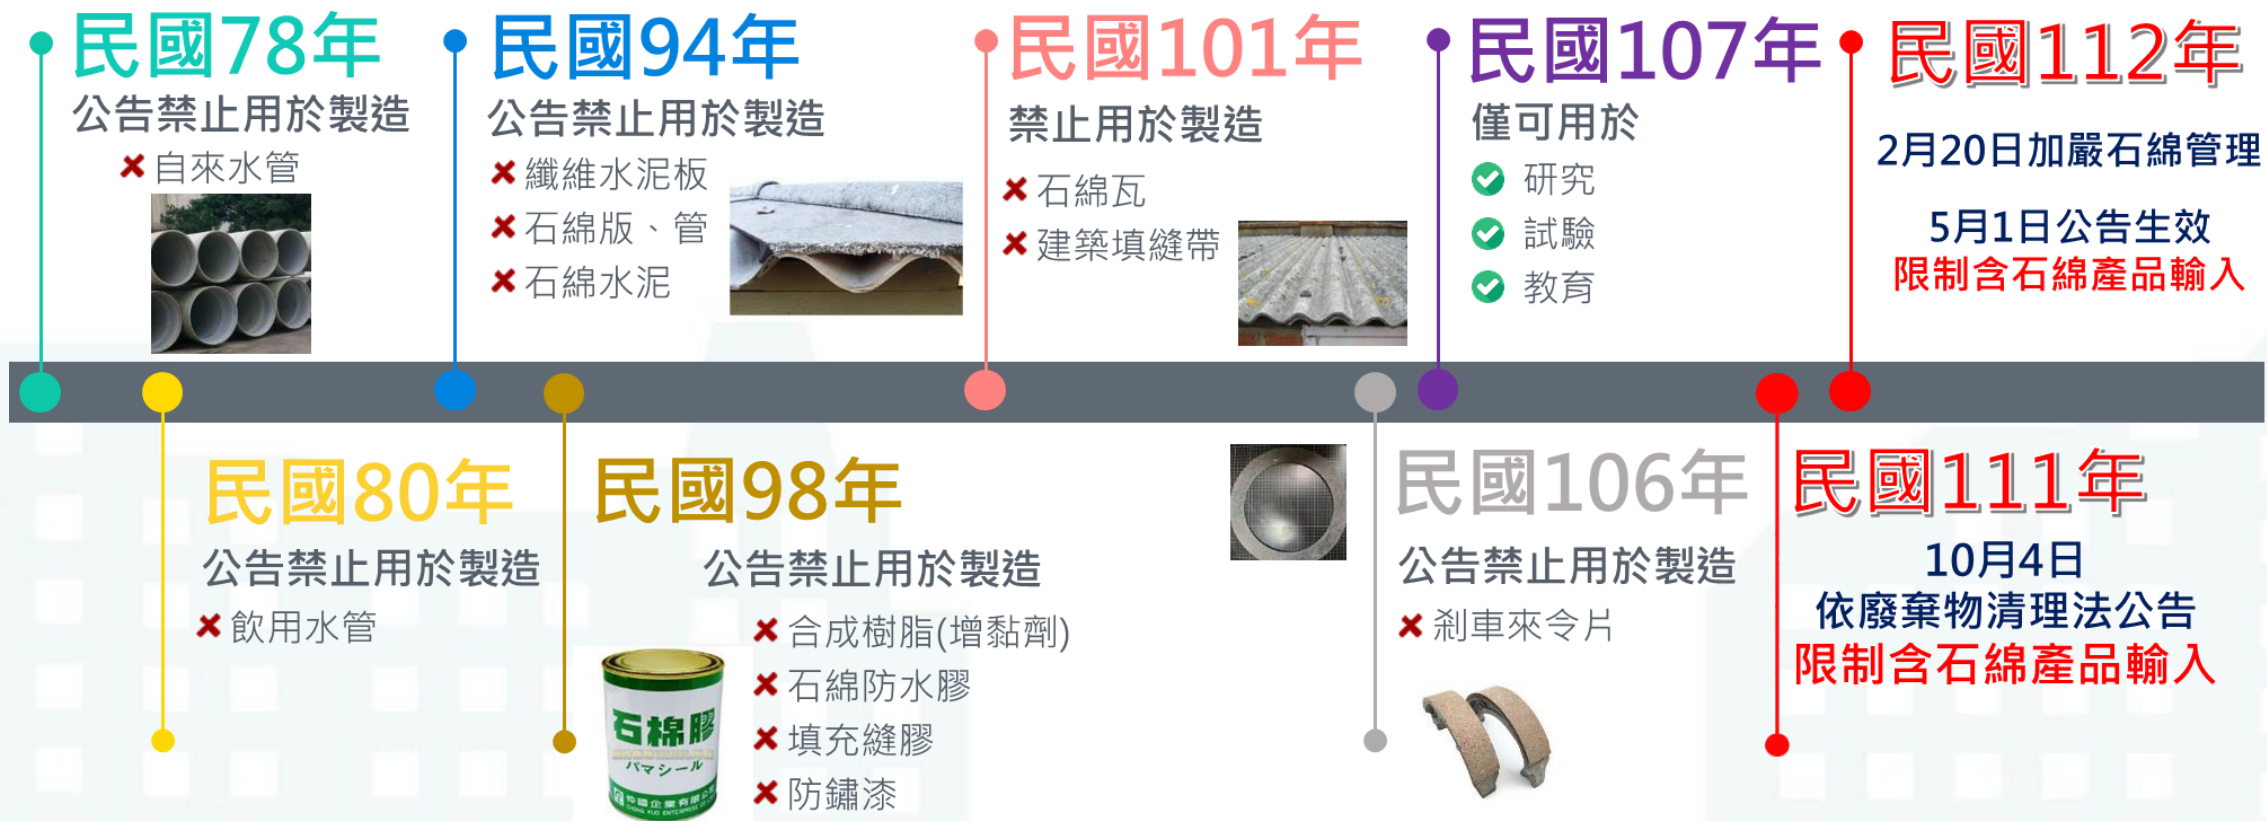 民國78年
公告禁止用於製造
自來水管
民國94年
公告禁止用於製造
纖維水泥板
石綿版、管
石綿水泥
民國101年
禁止用於製造
石綿瓦
建築填縫帶
民國107年
僅可用於
研究
試驗
教育
民國112年
2月20日加嚴石綿管理
5月1日公告生效
限制含石綿產品輸入
民國80年
公告禁止用於製造
飲用水管
民國98年
公告禁止用於製造
合成樹脂(增黏劑)
石綿防水膠
填充縫膠
防鏽漆
石棉膠
パマシール
民國106年
公告禁止用於製造
剎車來令片
民國111年
10月4日
依廢棄物清理法公告
限制含石綿產品輸入